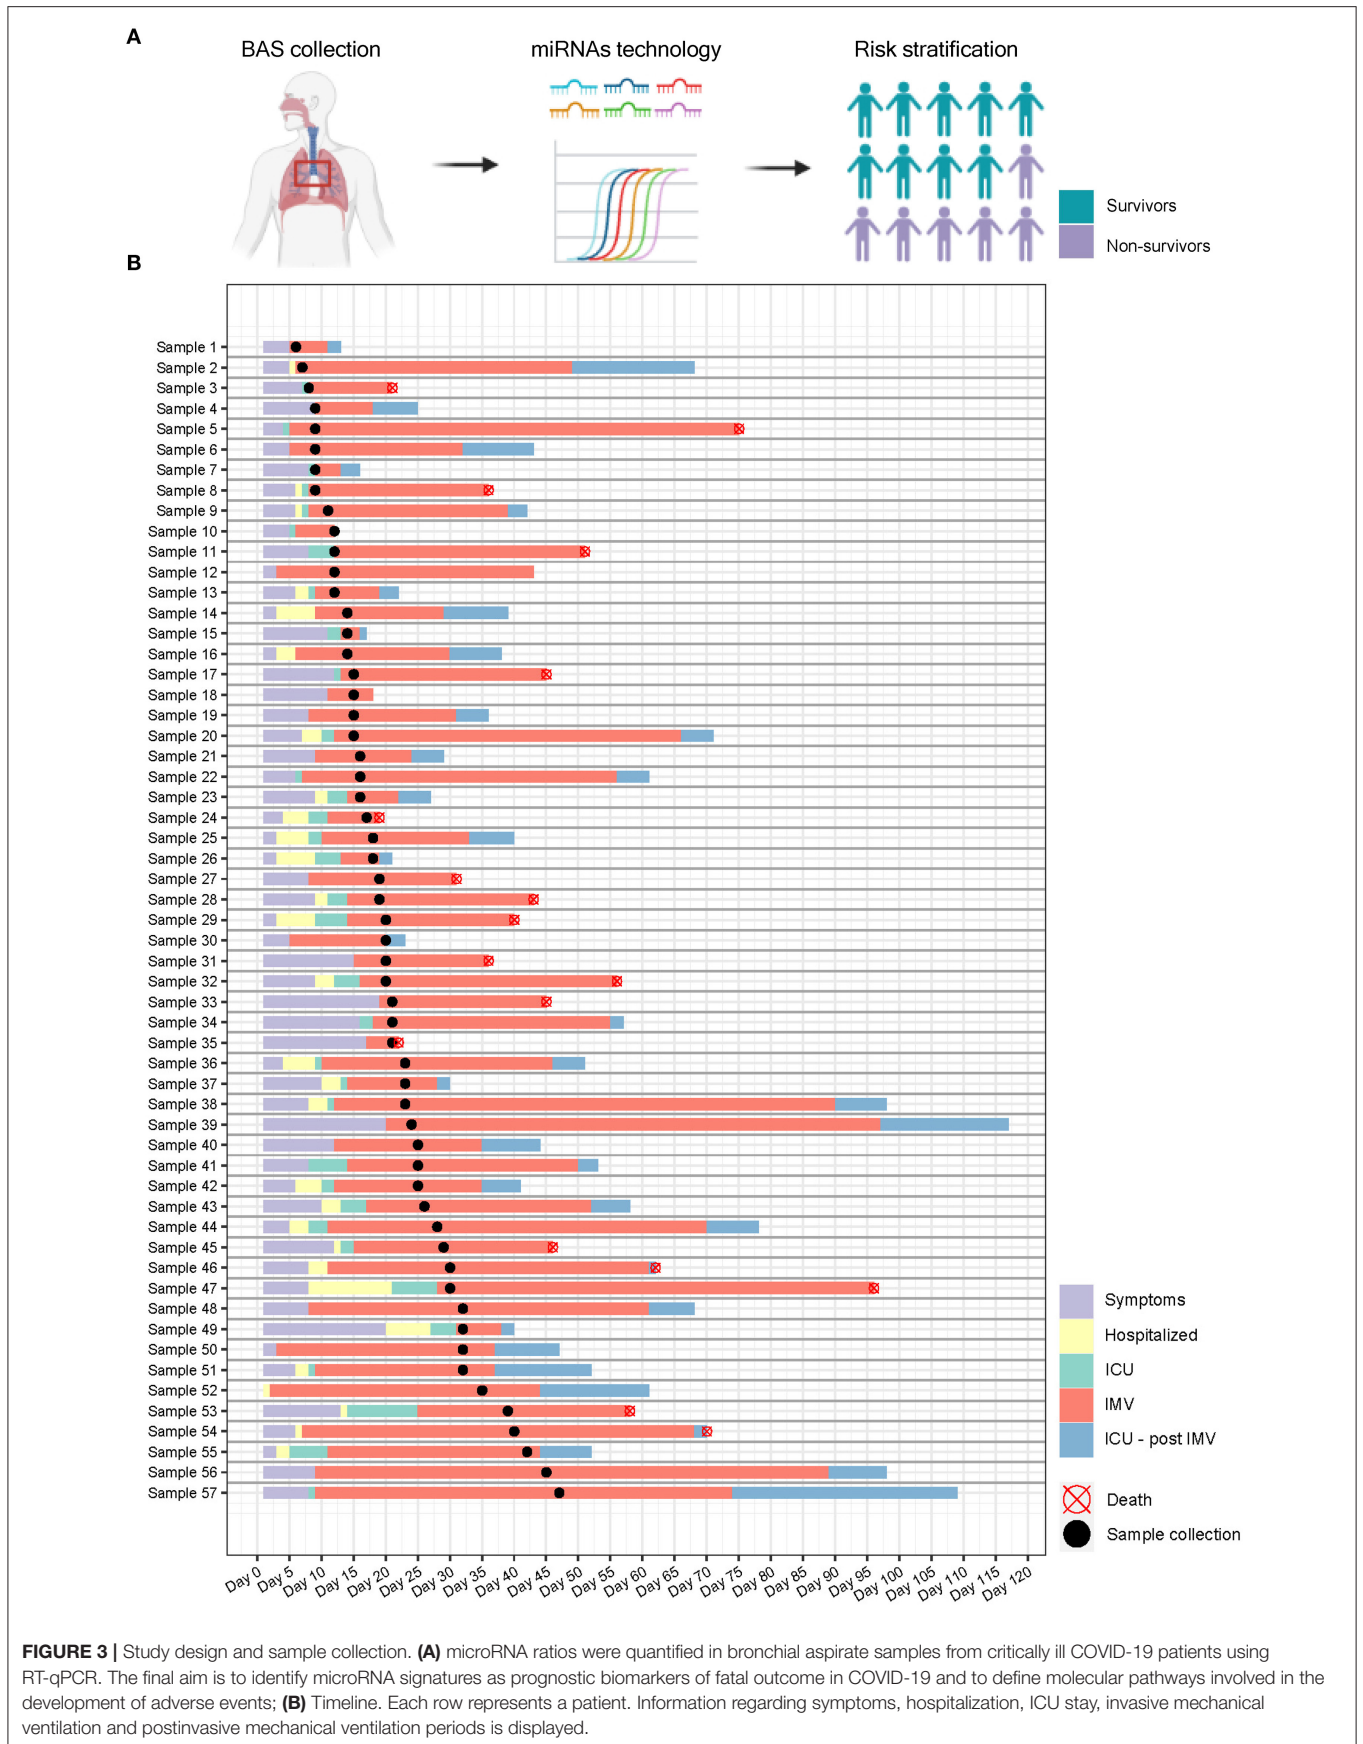 A
BAS collection
miRNAs technology
Risk stratification
Survivors
Non-survivors
B
Sample 1
Sample 2
Sample 3
Sample 4
Sample 5
Sample 6
Sample 7
Sample 8
Sample 9
Sample 10
Sample 11
Sample 12
Sample 13
Sample 14
Sample 15
Sample 16
Sample 17
Sample 18
Sample 19
Sample 20
Sample 21
Sample 22
Sample 23
Sample 24
Sample 25
Sample 26
Sample 27
Sample 28
Sample 29
Sample 30
Sample 31
Sample 32
Sample 33
Sample 34
Sample 35
Sample 36
Sample 37
Sample 38
Sample 39
Sample 40
Sample 41
Sample 42
Sample 43
Sample 44
Sample 45
Sample 46
Sample 47
Sample 48
Sample 49
Sample 50
Sample 51
Sample 52
Sample 53
Sample 54
Sample 55
Sample 56
Sample 57
Symptoms
Hospitalized
ICU
IMV
ICU - post IMV
Death
Sample collection
Day 0
Day 5
Day 10
Day 15
Day 20
Day 25
Day 30
Day 35
Day 40
Day 45
Day 50
Day 55
Day 60
Day 65
Day 70
Day 75
Day 80
Day 85
Day 90
Day 95
Day 100
Day 105
Day 110
Day 115
Day 120
FIGURE 3 | Study design and sample collection. (A) microRNA ratios were quantified in bronchial aspirate samples from critically ill COVID-19 patients using
RT-qPCR. The final aim is to identify microRNA signatures as prognostic biomarkers of fatal outcome in COVID-19 and to define molecular pathways involved in the
development of adverse events; (B) Timeline. Each row represents a patient. Information regarding symptoms, hospitalization, ICU stay, invasive mechanical
ventilation and postinvasive mechanical ventilation periods is displayed.